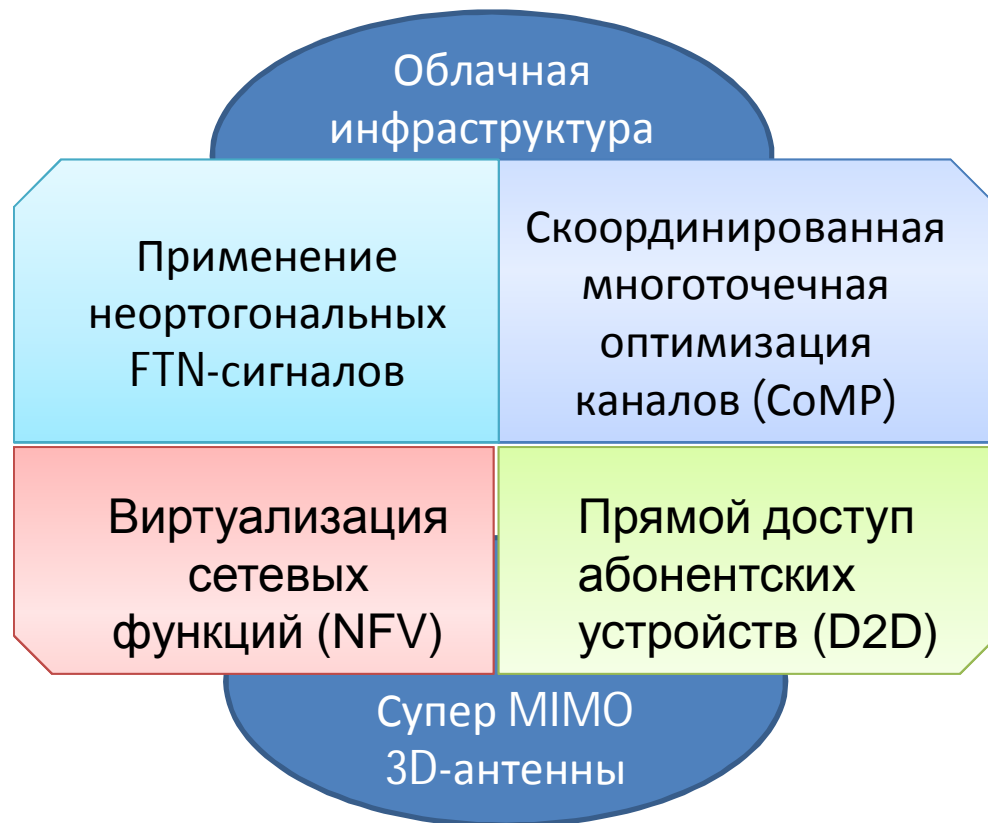 Облачная
инфраструктура
Применение
неортогональных
FTN-сигналов
Скоординированная
многоточечная
оптимизация
каналов (CoMP)
Виртуализация
сетевых
функций (NFV)
Прямой доступ
абонентских
устройств (D2D)
Супер MIMO
3D-антенны